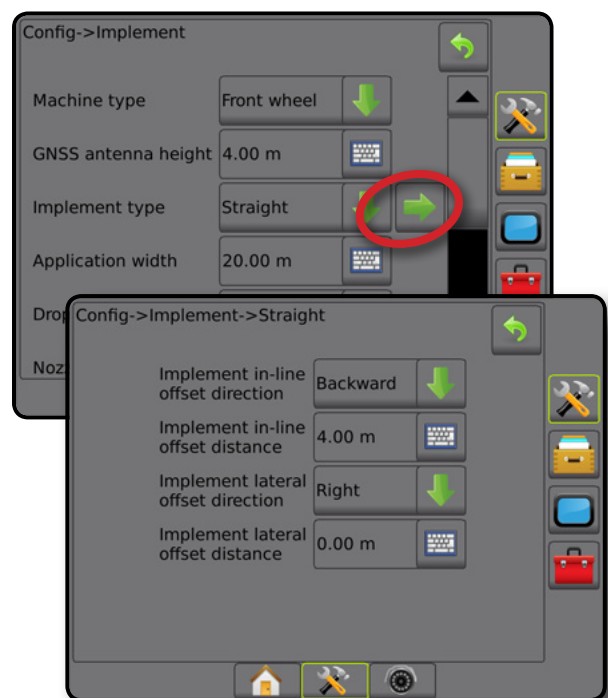 Config->Implement
Machine type Front wheel
GNSS antenna height 4.00 m
Implement type Straight
Application width 20.00 m
Config->Implement->Straight
Implement in-line
offset direction Backward
Implement in-line
offset distance 4.00 m
Implement lateral
offset direction Right
Implement lateral
offset distance 0.00 m